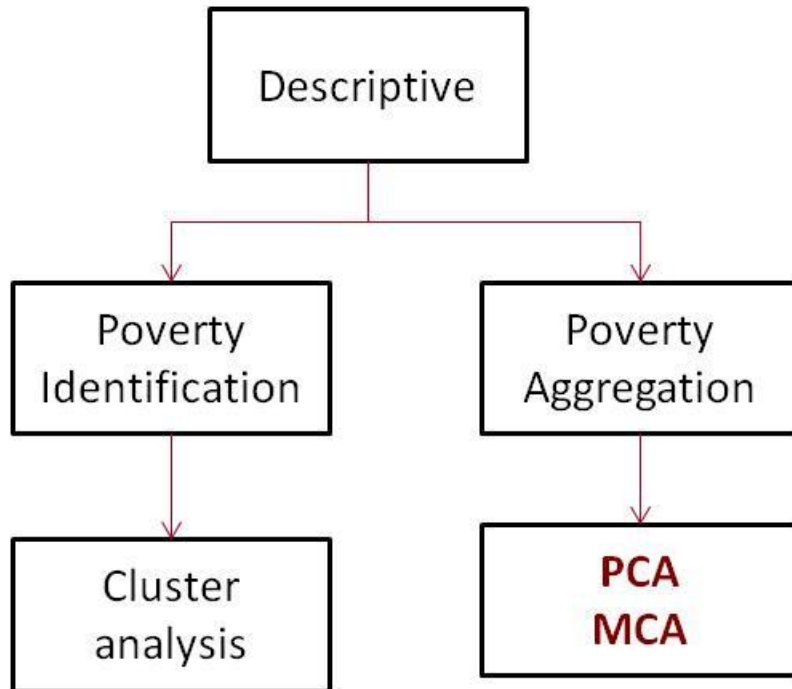 Descriptive
Poverty
Identification
Poverty
Aggregation
Cluster
analysis
PCA
MCA